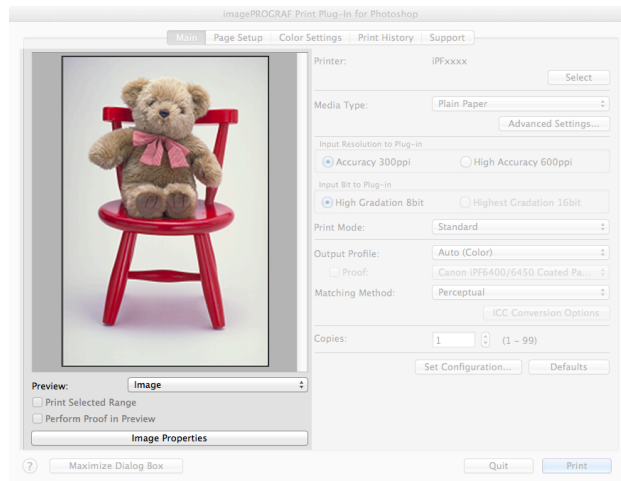 imagePROGRAF Print Plug-In for Photoshop
Main Page Setup Color Settings Print History Support
Printer: iPFxxxx
Select
Media Type: Plain Paper
Advanced Settings...
Input Resolution to Plug-in
Accuracy 300ppi High Accuracy 600ppi
Input Bit to Plug-in
High Gradation 8bit Highest Gradation 16bit
Print Mode: Standard
Output Profile: Auto (Color)
Proof: Canon iPF6400/6450 Coated Pa...
Matching Method: Perceptual
ICC Conversion Options
Copies: 1 (1 – 99)
Set Configuration... Defaults
Preview: Image
Print Selected Range
Perform Proof in Preview
Image Properties
? Maximize Dialog Box Quit Print